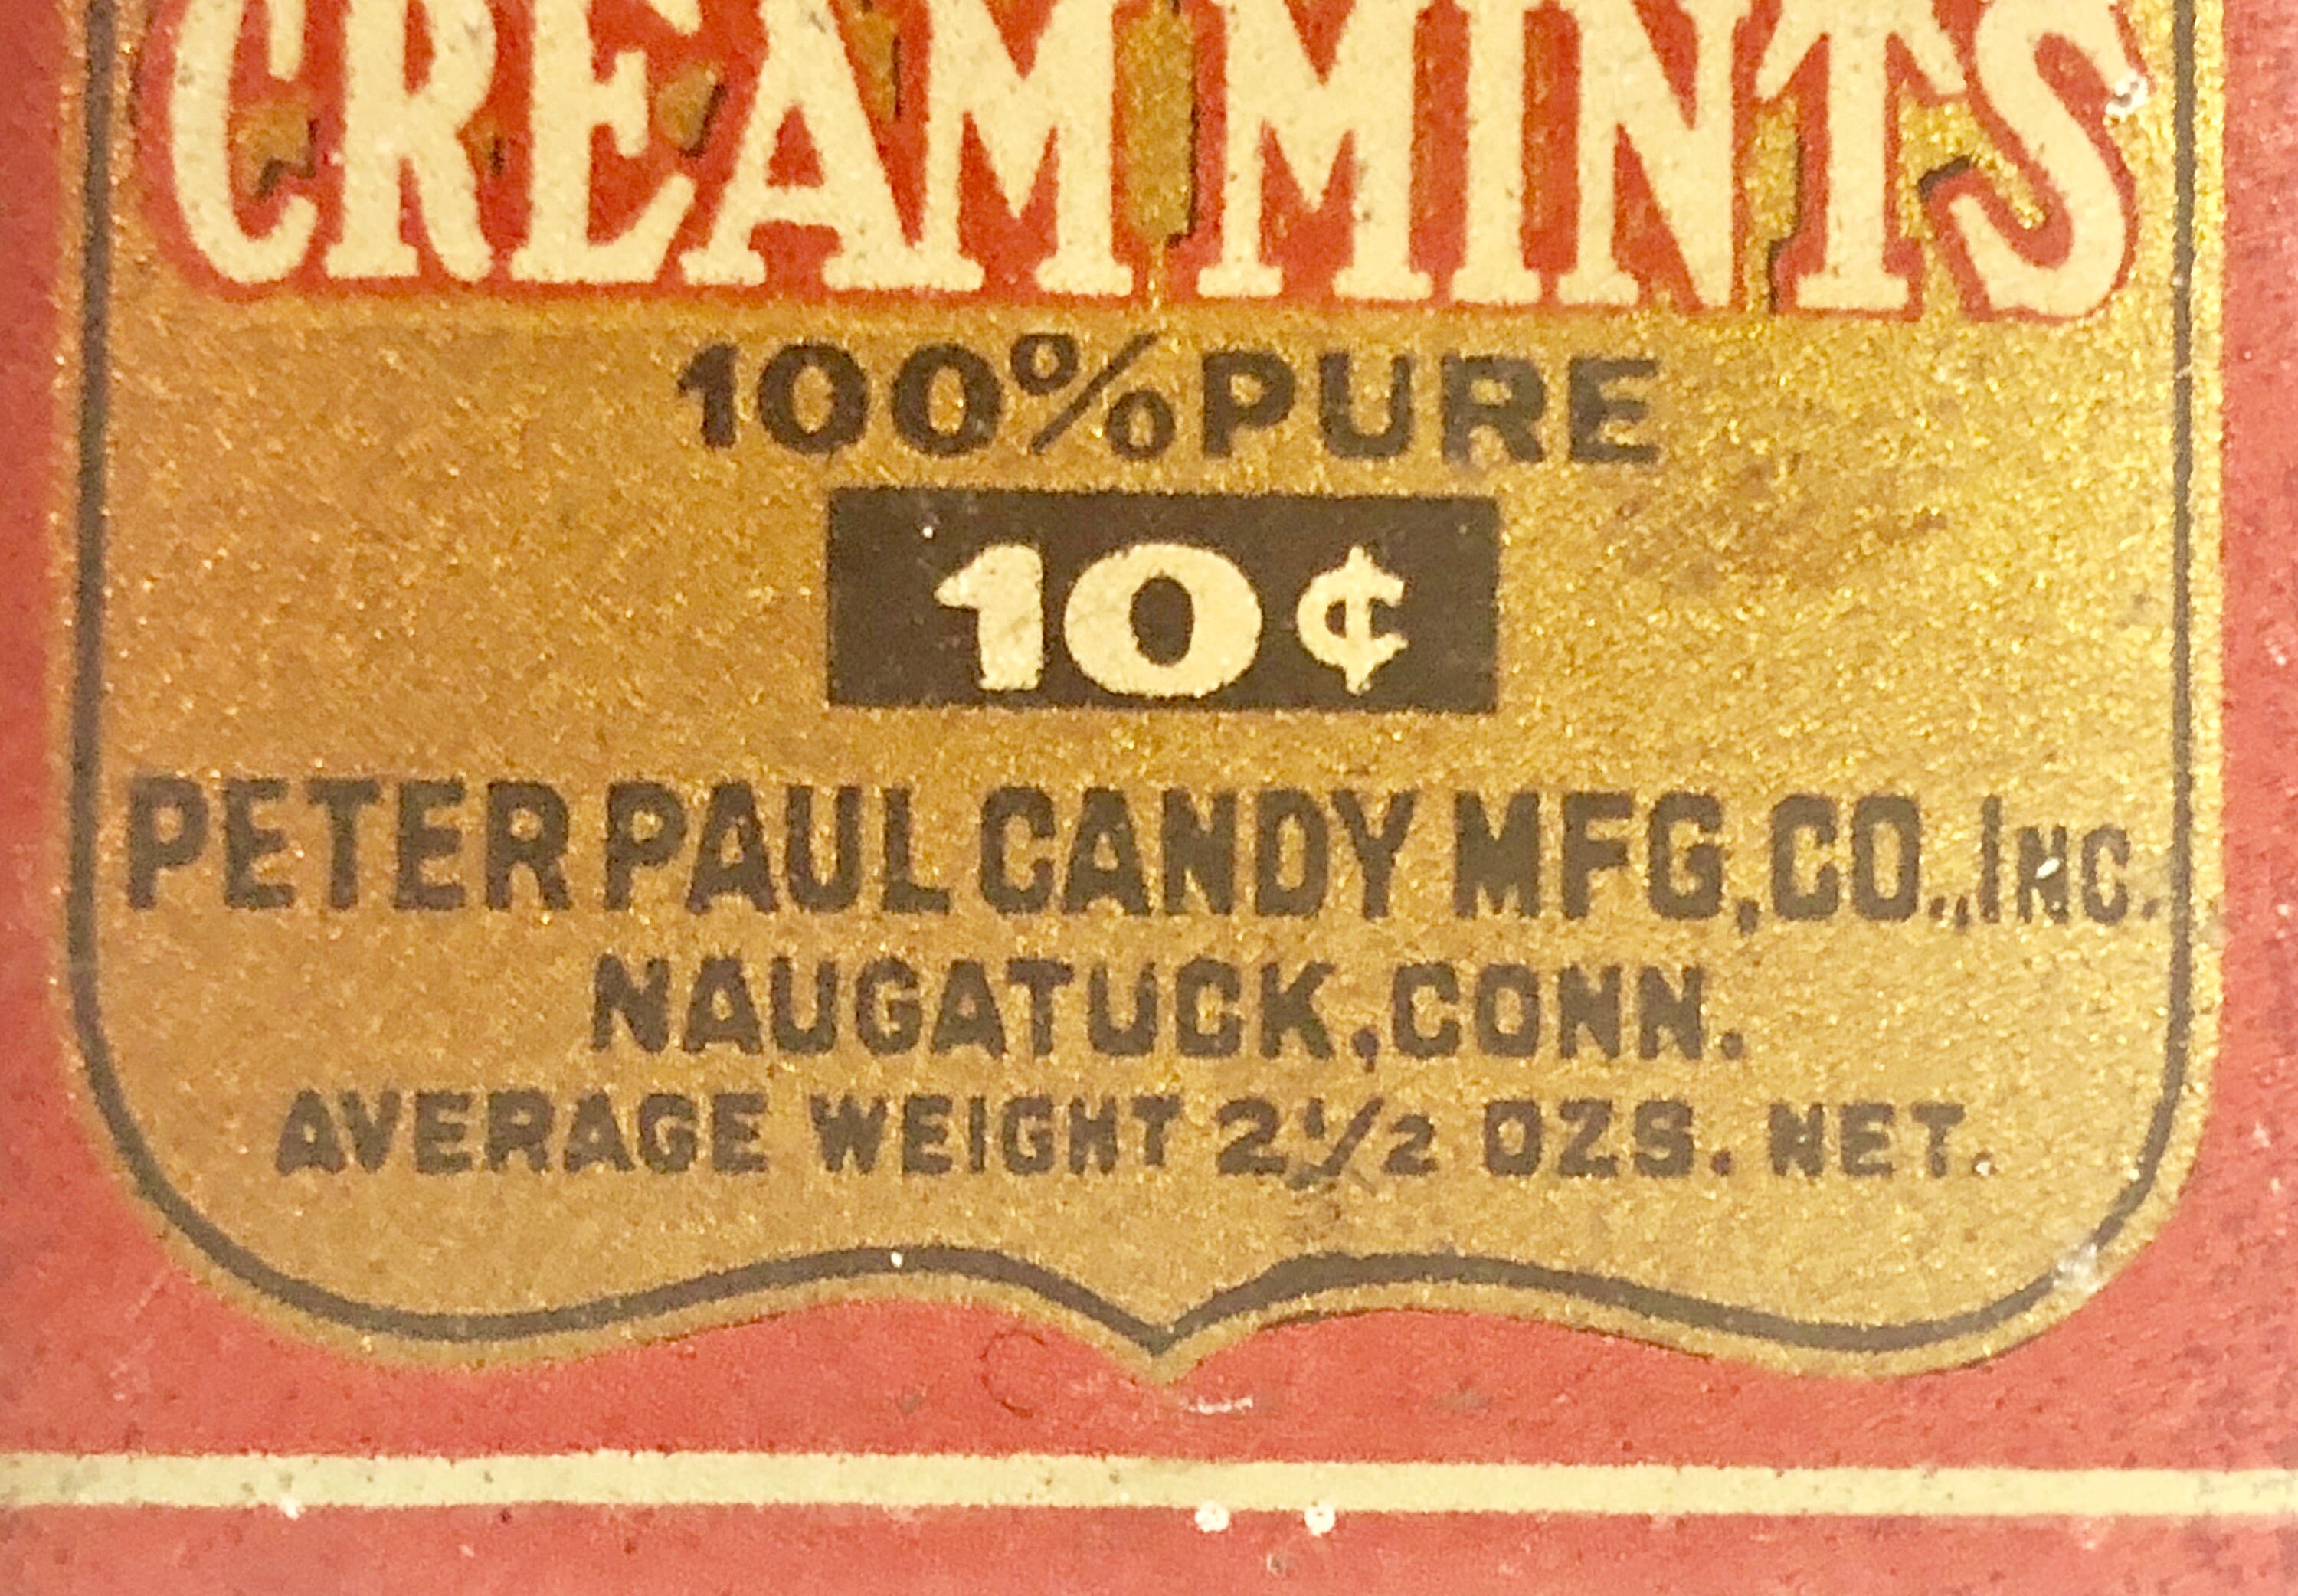 CREAM MINTS
100% PURE
10¢
PETER PAUL CANDY MFG, CO., INC.
NAUGATUCK, CONN.
AVERAGE WEIGHT 2½ OZS. NET.